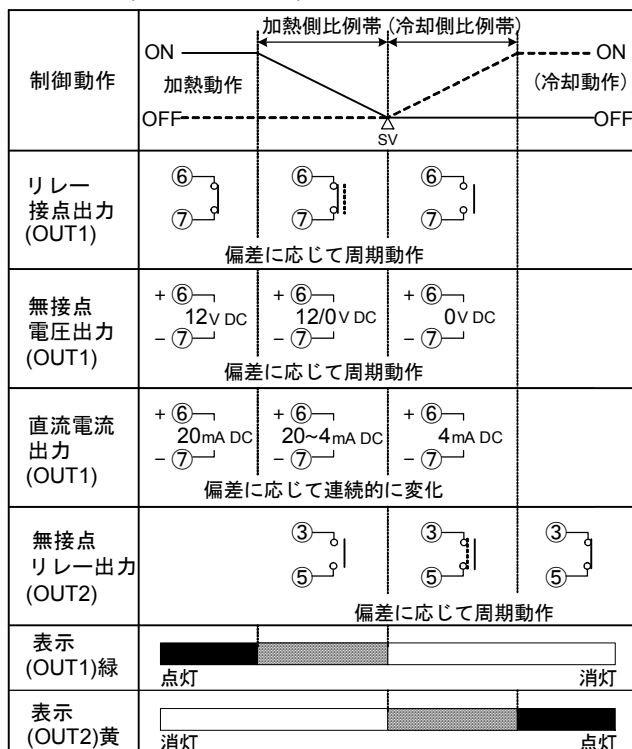 加熱側比例帯 (冷却側比例帯)
制御動作
ON ON
加熱動作 (冷却動作)
OFF OFF
SV
リレー
接点出力
(OUT1)
⑥ ⑥ ⑥
⑦ ⑦ ⑦
偏差に応じて周期動作
無接点
電圧出力
(OUT1)
+ ⑥ + ⑥ + ⑥
12V DC 12/0V DC 0V DC
- ⑦ - ⑦ - ⑦
偏差に応じて周期動作
直流電流
出力
(OUT1)
+ ⑥ + ⑥ + ⑥
20mA DC 20~4mA DC 4mA DC
- ⑦ - ⑦ - ⑦
偏差に応じて連続的に変化
無接点
リレー出力
(OUT2)
③ ③ ③
⑤ ⑤ ⑤
偏差に応じて周期動作
表示
(OUT1)緑
点灯 消灯
表示
(OUT2)黄
消灯 点灯